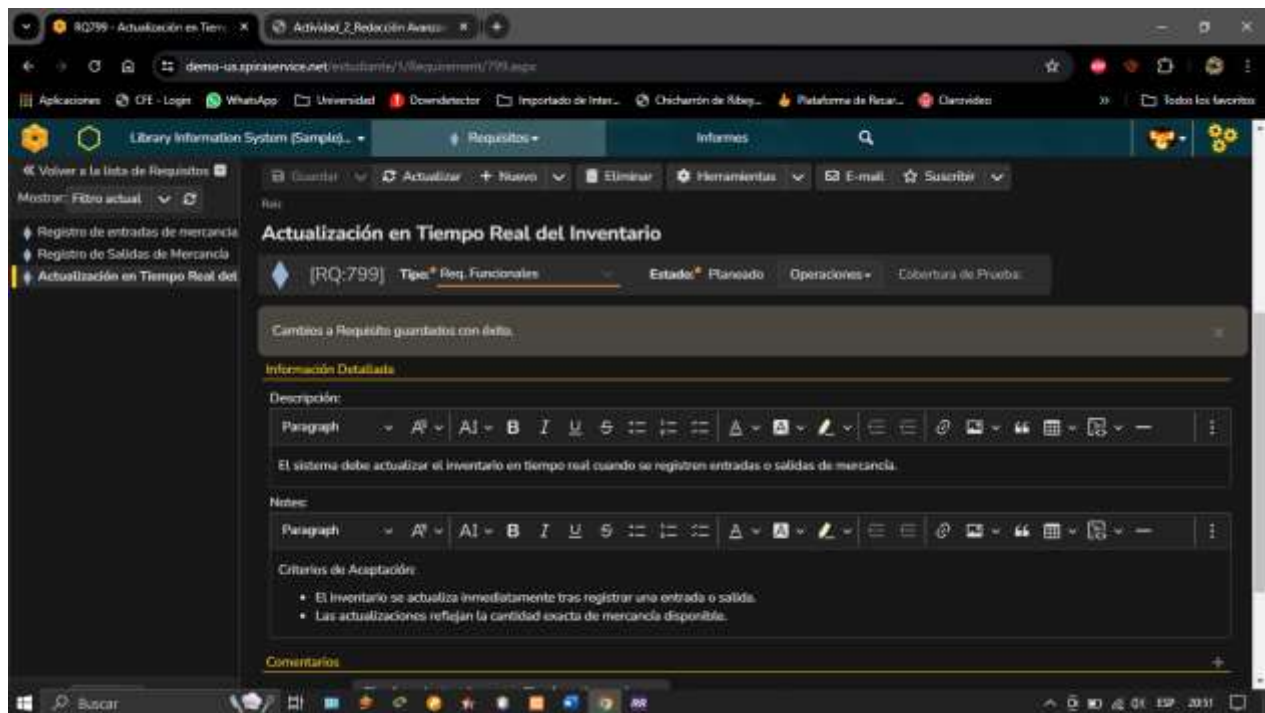 RQ799 - Actualización en Tiem
Actividad_2_Redacción Avanz
demo-us.spiraservice.net/estudiante/1/Requirement/799.aspx
Aplicaciones CFE - Login WhatsApp Universidad Downdetector Importado de Inter... Chicharrón de Ribey... Plataforma de Recar... Clarovideo » Todos los favoritos
Library Information System (Sample)... Requisitos Informes
Volver a la lista de Requisitos
Guardar Actualizar + Nuevo Eliminar Herramientas E-mail Suscribir
Mostrar: Filtro actual
Raíz
Registro de entradas de mercancía
Registro de Salidas de Mercancía
Actualización en Tiempo Real del
Actualización en Tiempo Real del Inventario
[RQ:799] Tipo:* Req. Funcionales Estado:* Planeado Operaciones Cobertura de Prueba:
Cambios a Requisito guardados con éxito.
Información Detallada
Descripción:
Paragraph
El sistema debe actualizar el inventario en tiempo real cuando se registren entradas o salidas de mercancía.
Notes:
Paragraph
Criterios de Aceptación:
• El inventario se actualiza inmediatamente tras registrar una entrada o salida.
• Las actualizaciones reflejan la cantidad exacta de mercancía disponible.
Comentarios
Buscar
ESP 20:51